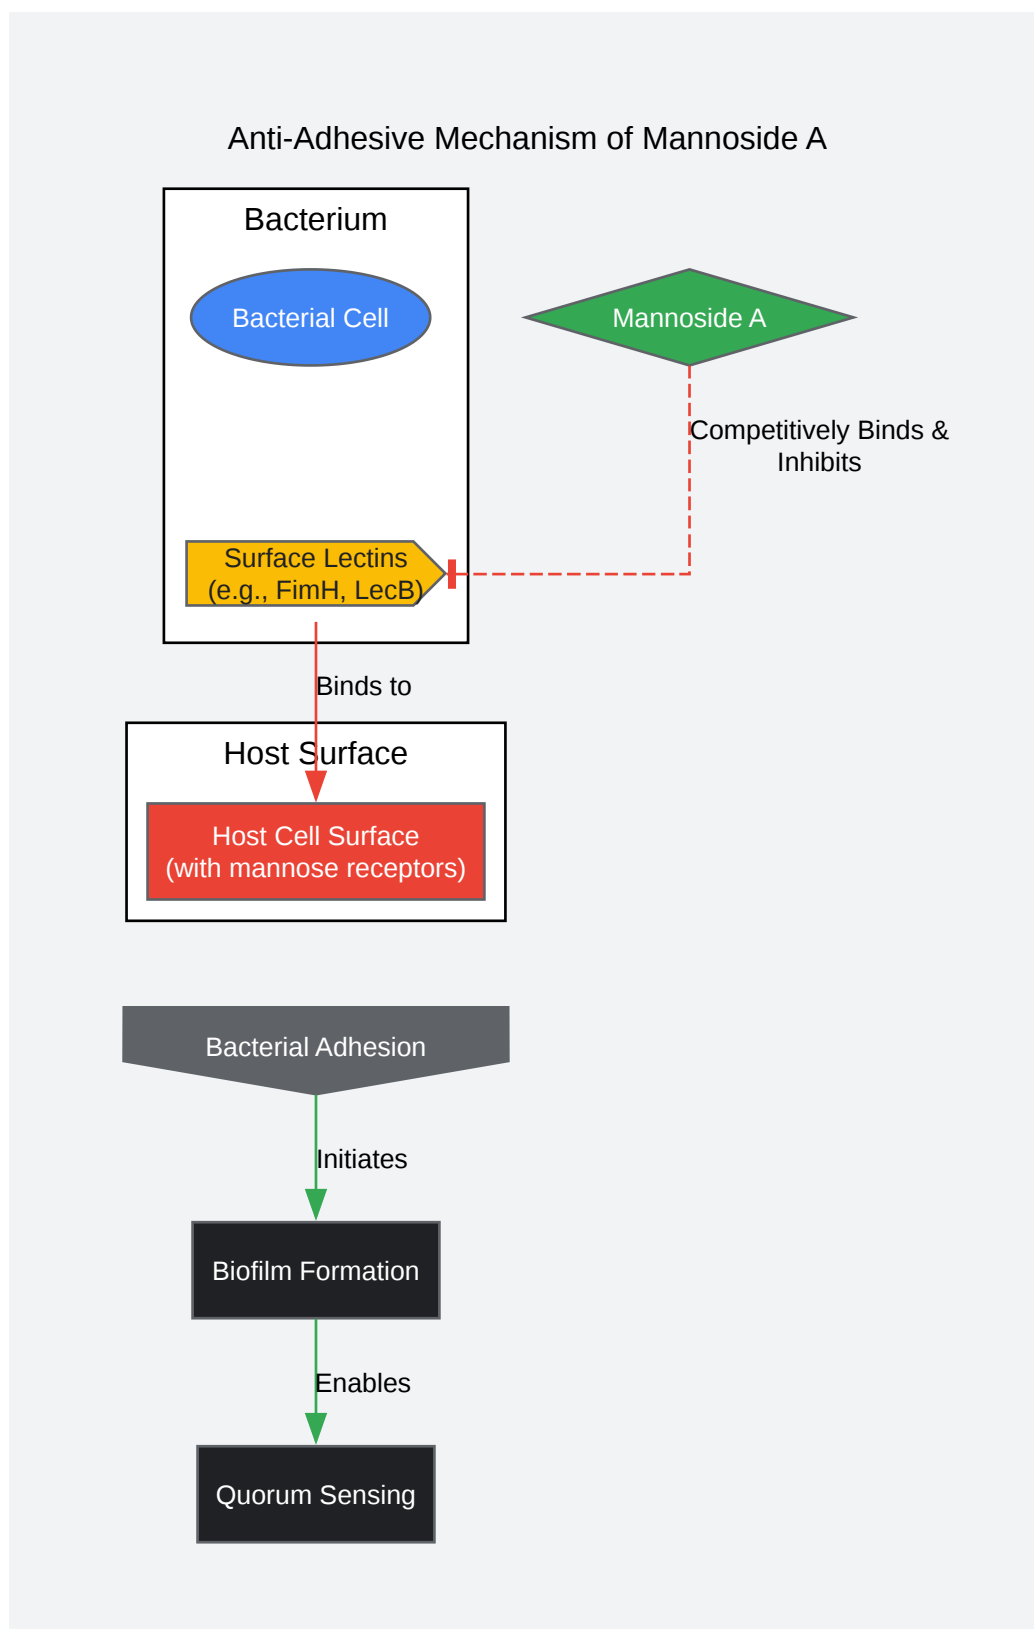 Anti-Adhesive Mechanism of Mannoside A
Bacterium
Bacterial Cell
Mannoside A
Competitively Binds &
Inhibits
Surface Lectins
(e.g., FimH, LecB)
Binds to
Host Surface
Host Cell Surface
(with mannose receptors)
Bacterial Adhesion
Initiates
Biofilm Formation
Enables
Quorum Sensing